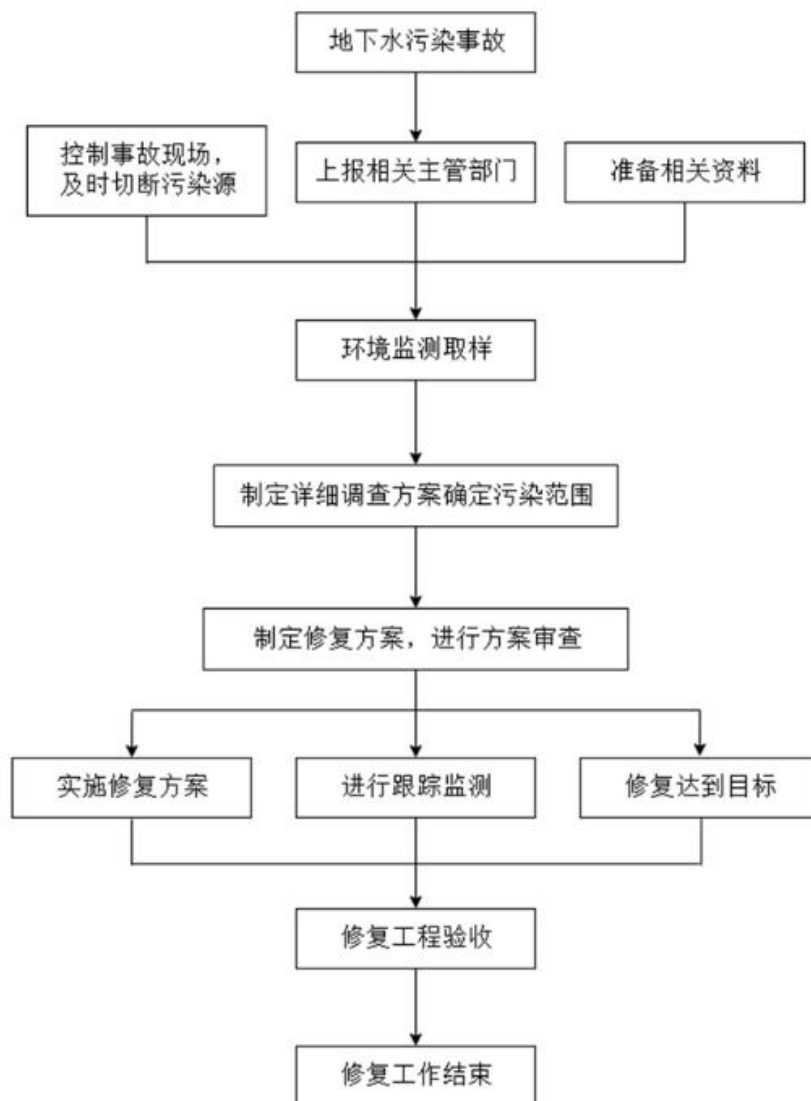 地下水污染事故
控制事故现场，
及时切断污染源
上报相关主管部门
准备相关资料
环境监测取样
制定详细调查方案确定污染范围
制定修复方案，进行方案审查
实施修复方案
进行跟踪监测
修复达到目标
修复工程验收
修复工作结束